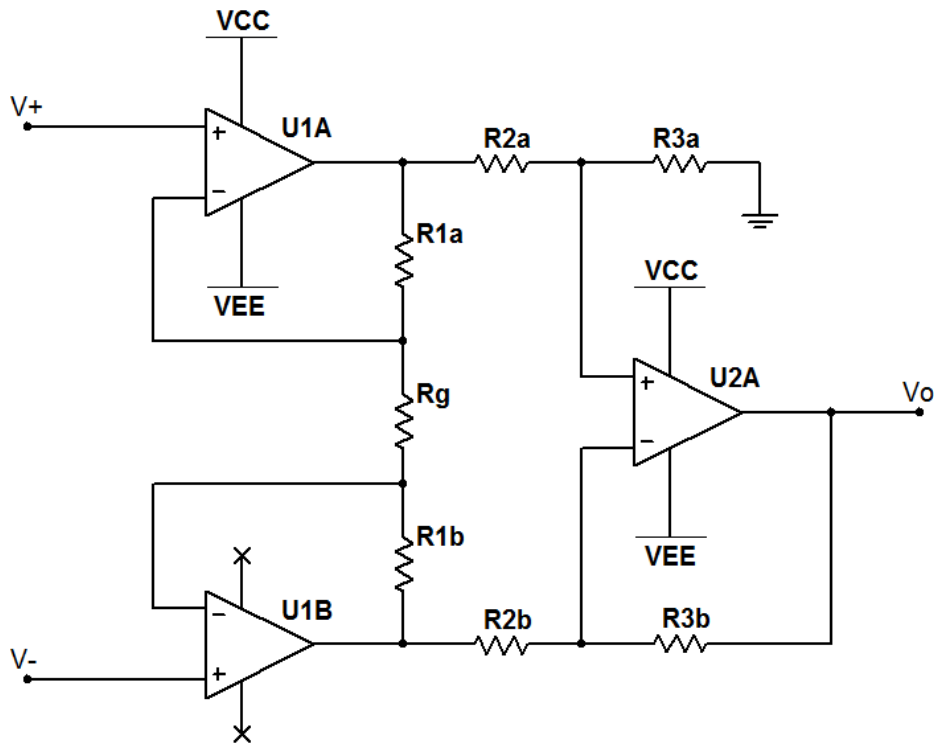 VCC
V+
U1A
R2a
R3a
+
−
R1a
VCC
VEE
U2A
Rg
+
Vo
−
R1b
VEE
U1B
−
R2b
R3b
V-
+